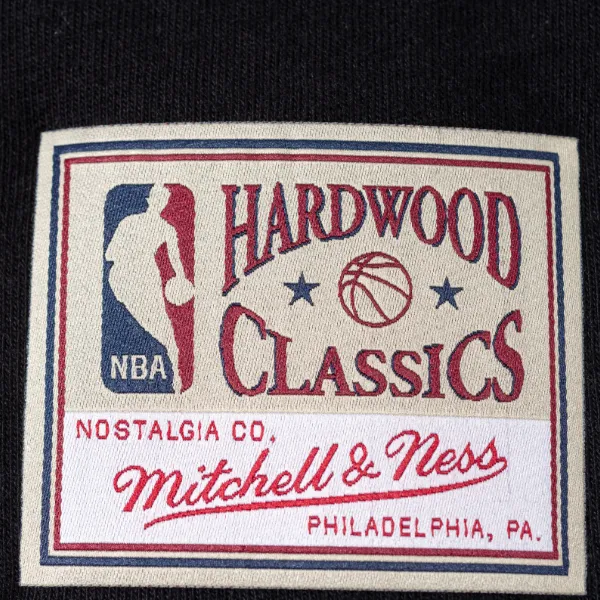 NBA
HARDWOOD
CLASSICS
NOSTALGIA CO.
Mitchell & Ness
PHILADELPHIA, PA.